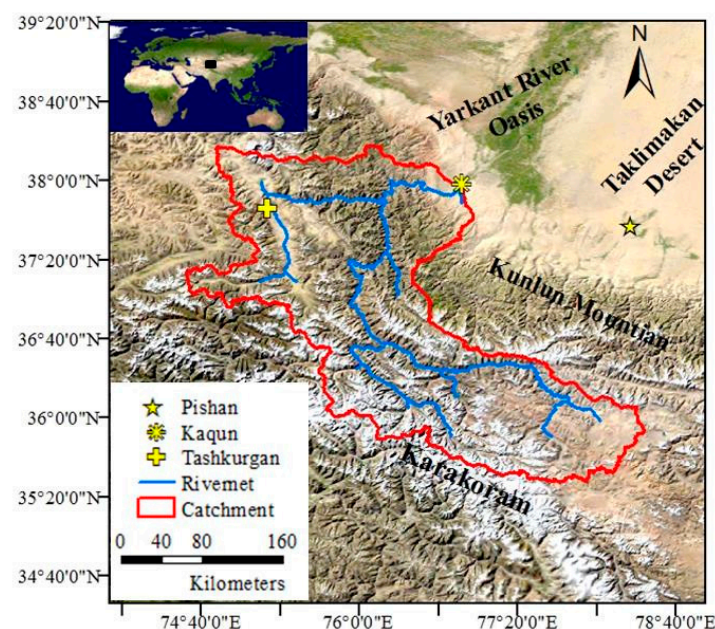 39°20'0"N
38°40'0"N
38°0'0"N
37°20'0"N
36°40'0"N
36°0'0"N
35°20'0"N
34°40'0"N
N
Yarkant River
Oasis
Taklimakan
Desert
Kunlun Mountian
Karakoram
Pishan
Kaqun
Tashkurgan
Rivernet
Catchment
0 40 80 160
Kilometers
74°40'0"E 76°0'0"E 77°20'0"E 78°40'0"E